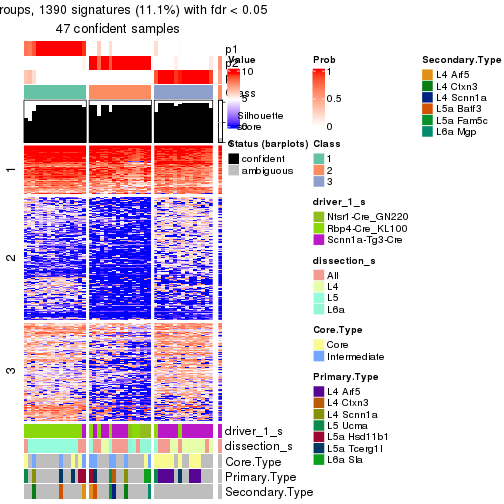 roups, 1390 signatures (11.1%) with fdr < 0.05
47 confident samples
p1
p2
Value
10
5
0
Silhouette
score
Status (barplots)
confident
ambiguous
Prob
1
0.5
0
Class
1
2
3
driver_1_s
Ntsr1-Cre_GN220
Rbp4-Cre_KL100
Scnn1a-Tg3-Cre
dissection_s
All
L4
L5
L6a
Core.Type
Core
Intermediate
Primary.Type
L4 Arf5
L4 Ctxn3
L4 Scnn1a
L5 Ucma
L5a Hsd11b1
L5a Tcerg1l
L6a Sla
Secondary.Type
L4 Arf5
L4 Ctxn3
L4 Scnn1a
L5a Batf3
L5a Fam5c
L6a Mgp
1
2
3
driver_1_s
dissection_s
Core.Type
Primary.Type
Secondary.Type